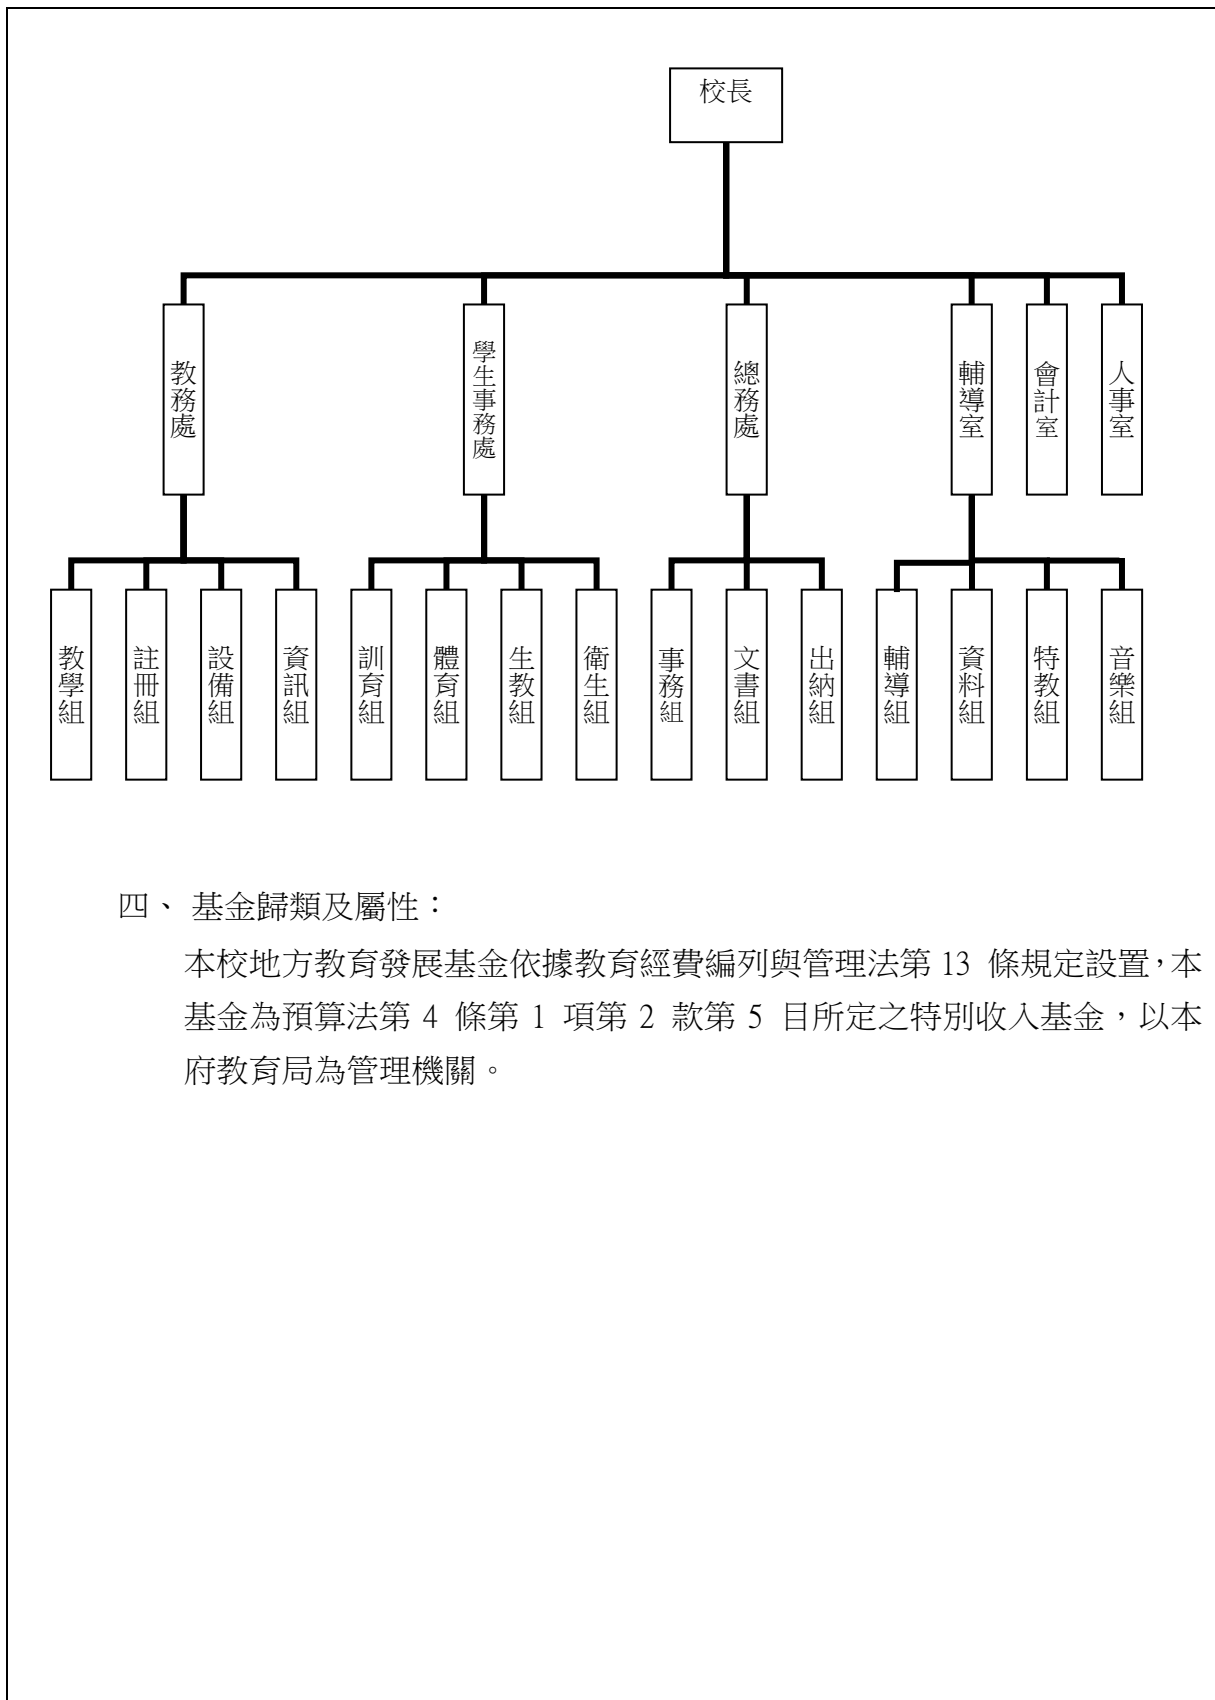 校長
教務處
學生事務處
總務處
輔導室
會計室
人事室
教學組
註冊組
設備組
資訊組
訓育組
體育組
生教組
衛生組
事務組
文書組
出納組
輔導組
資料組
特教組
音樂組
四、 基金歸類及屬性：
本校地方教育發展基金依據教育經費編列與管理法第 13 條規定設置，本
基金為預算法第 4 條第 1 項第 2 款第 5 目所定之特別收入基金，以本
府教育局為管理機關。